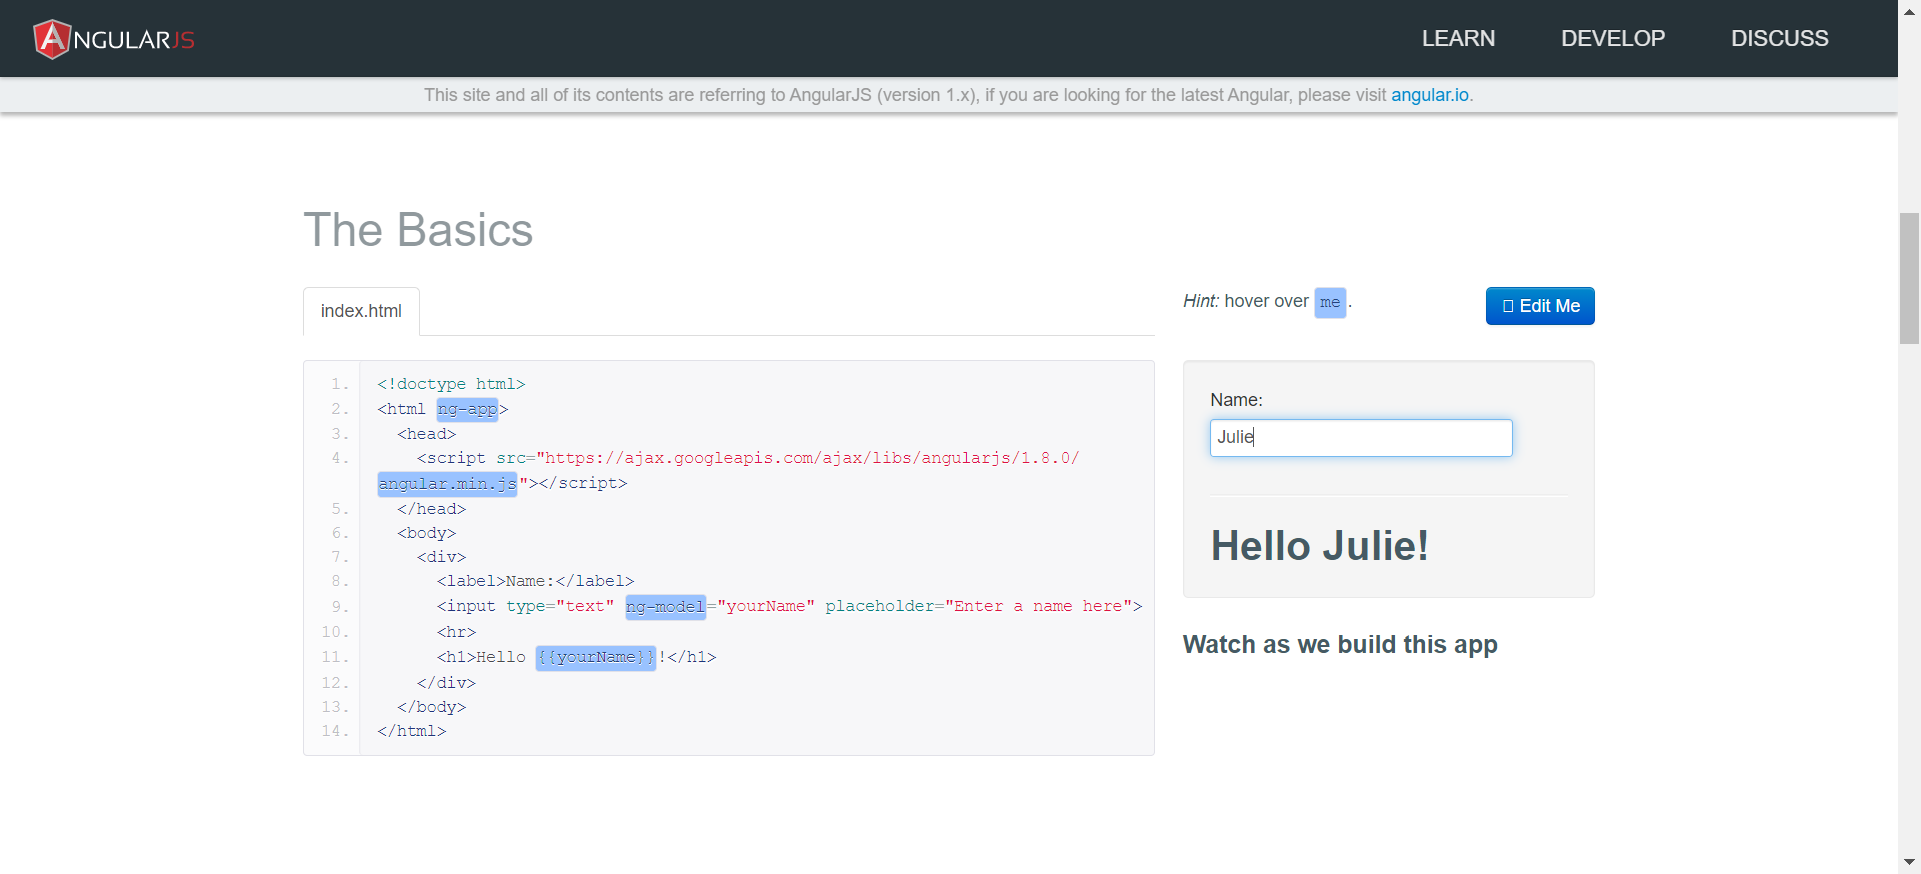 ANGULARJS
LEARN DEVELOP DISCUSS
This site and all of its contents are referring to AngularJS (version 1.x), if you are looking for the latest Angular, please visit angular.io.
The Basics
index.html
Hint: hover over me .
Edit Me
1. <!doctype html>
2. <html ng-app>
3.   <head>
4.     <script src="https://ajax.googleapis.com/ajax/libs/angularjs/1.8.0/
angular.min.js"></script>
5.   </head>
6.   <body>
7.     <div>
8.       <label>Name:</label>
9.       <input type="text" ng-model="yourName" placeholder="Enter a name here">
10.       <hr>
11.       <h1>Hello {{yourName}}!</h1>
12.     </div>
13.   </body>
14. </html>
Name:
Julie
Hello Julie!
Watch as we build this app